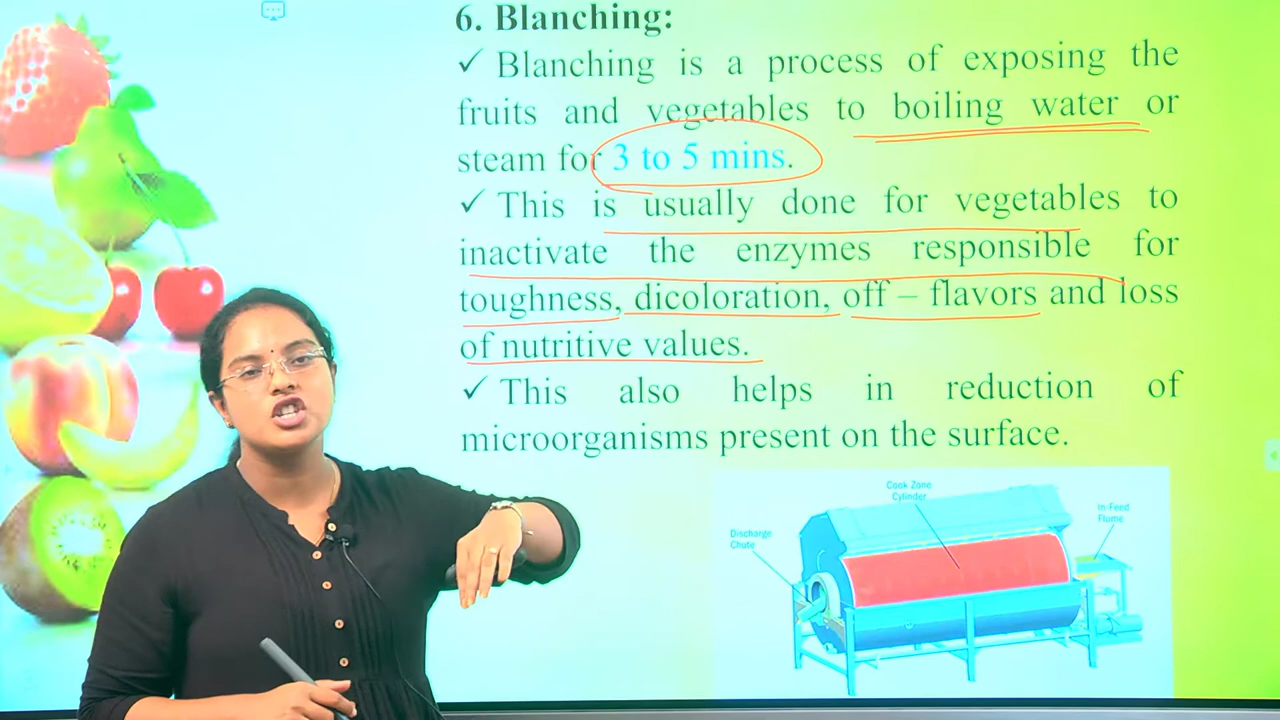 6. Blanching:
✓ Blanching is a process of exposing the
fruits and vegetables to boiling water or
steam for 3 to 5 mins.
✓ This is usually done for vegetables to
inactivate the enzymes responsible for
toughness, dicoloration, off – flavors and loss
of nutritive values.
✓ This also helps in reduction of
microorganisms present on the surface.
Cook Zone
Cylinder
In-Feed
Flume
Discharge
Chute